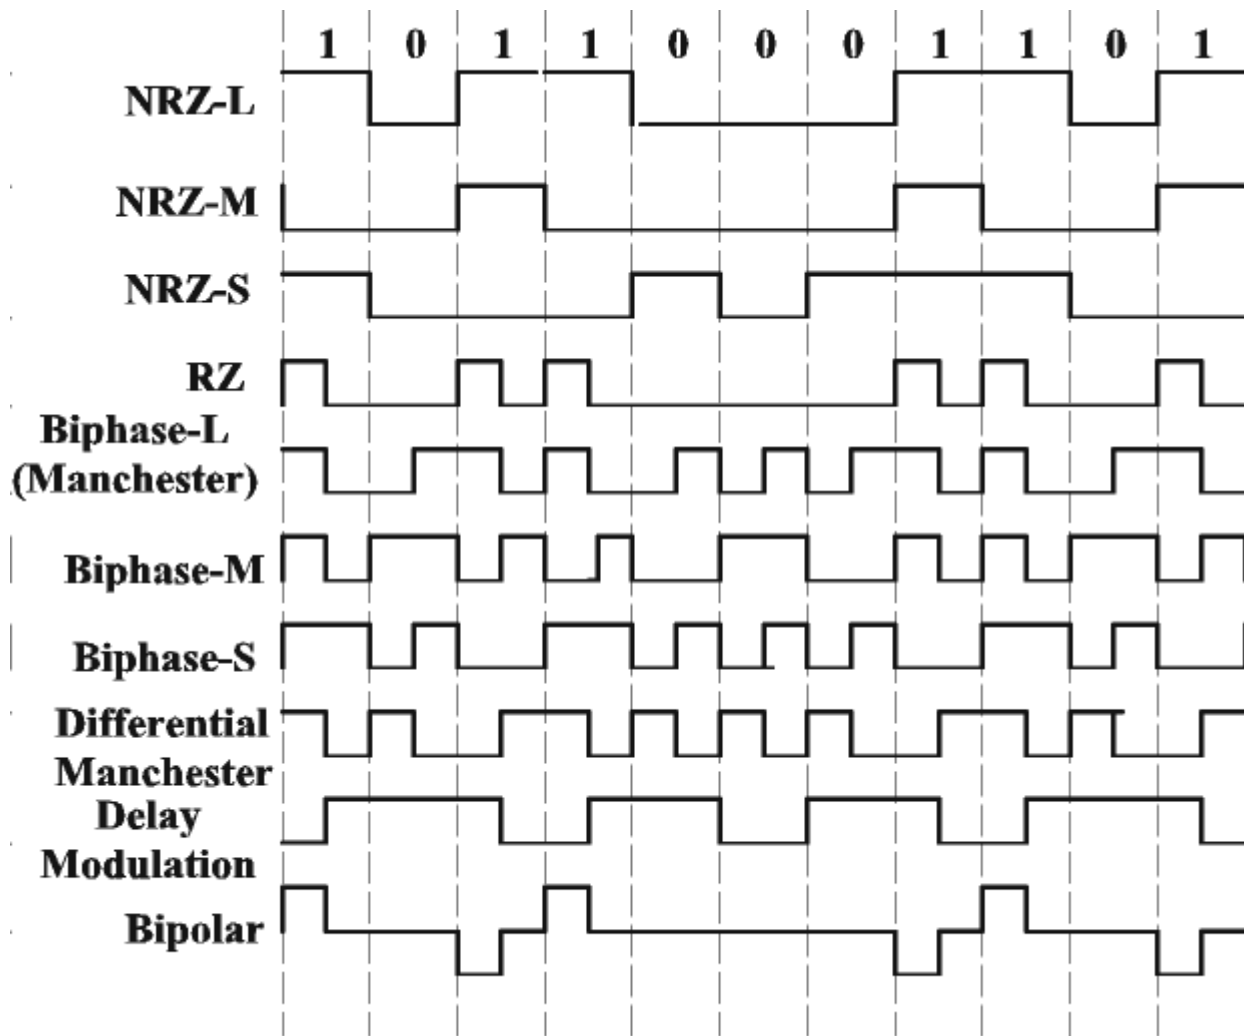 1 0 1 1 0 0 0 1 1 0 1
NRZ-L
NRZ-M
NRZ-S
RZ
Biphase-L
(Manchester)
Biphase-M
Biphase-S
Differential
Manchester
Delay
Modulation
Bipolar